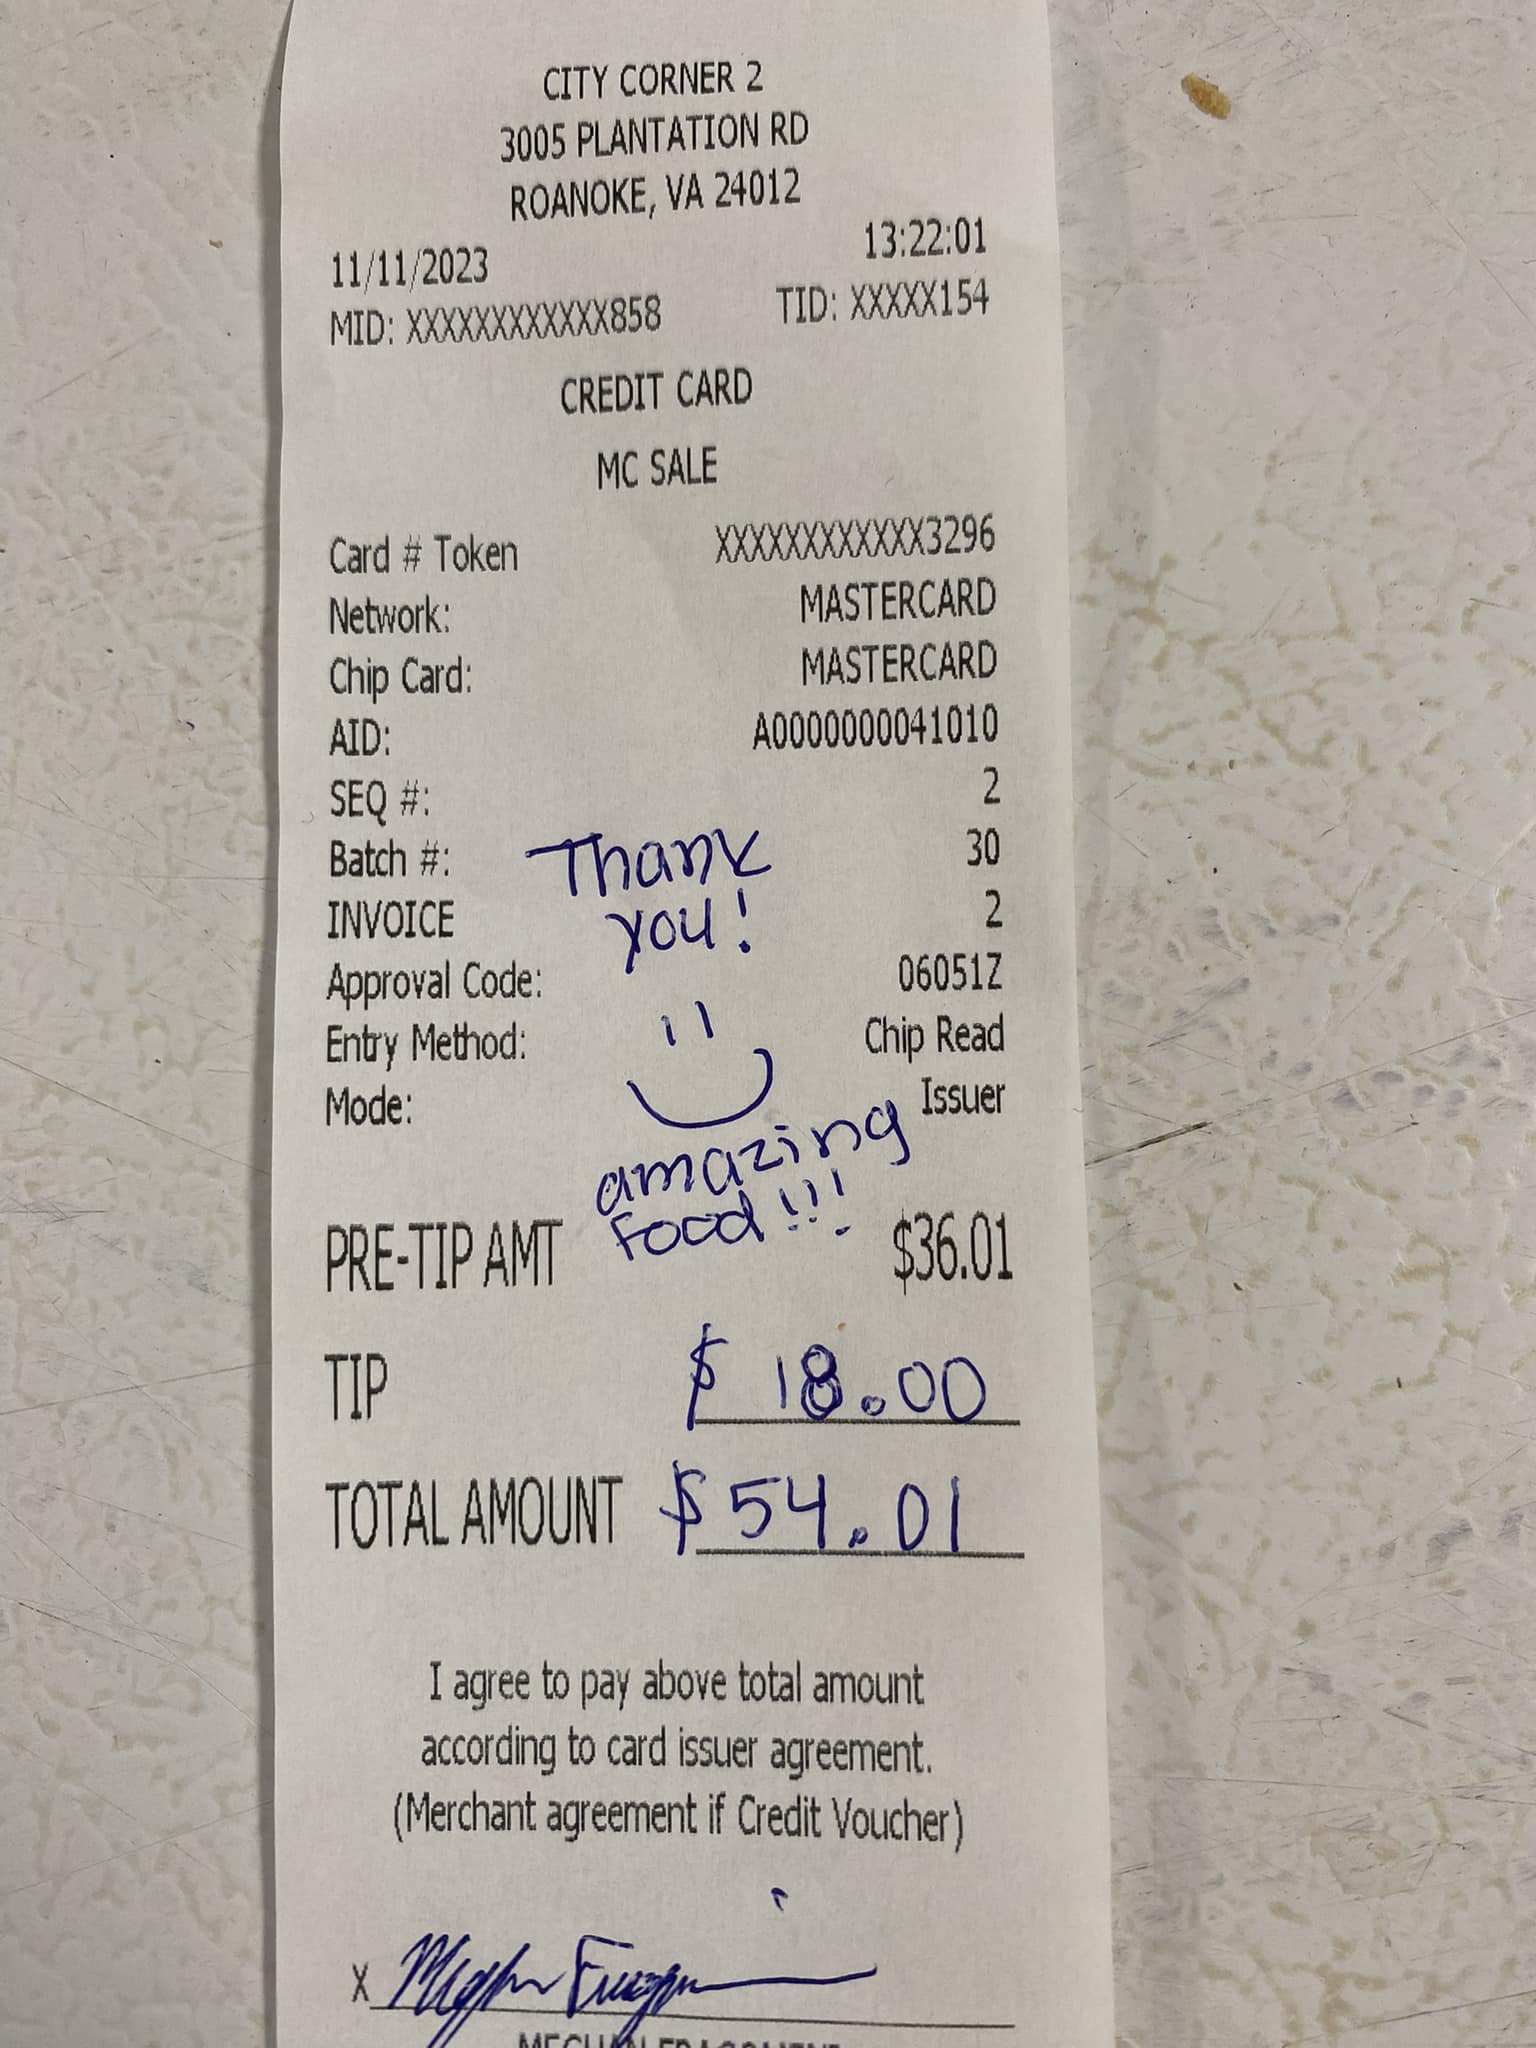 CITY CORNER 2
3005 PLANTATION RD
ROANOKE, VA 24012
11/11/2023 13:22:01
MID: XXXXXXXXXXXX858 TID: XXXXX154
CREDIT CARD
MC SALE
Card # Token XXXXXXXXXXXX3296
Network: MASTERCARD
Chip Card: MASTERCARD
AID: A0000000041010
SEQ #: 2
Batch #: 30
Thank
INVOICE 2
you!
Approval Code: 06051Z
Entry Method: Chip Read
Mode: Issuer
amazing
food!!!
PRE-TIP AMT $36.01
TIP $ 18.00
TOTAL AMOUNT $54.01
I agree to pay above total amount
according to card issuer agreement.
(Merchant agreement if Credit Voucher)
X